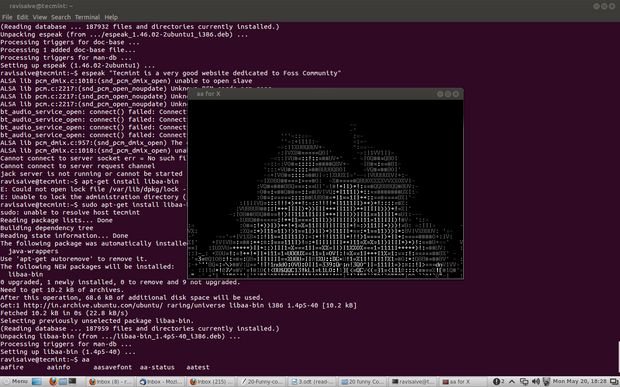 ravisaive@tecmint: ~
File Edit View Search Terminal Help
(Reading database ... 187932 files and directories currently installed.)
Unpacking espeak (from .../espeak_1.46.02-2ubuntu1_i386.deb) ...
Processing triggers for doc-base ...
Processing 1 added doc-base file...
Processing triggers for man-db ...
Setting up espeak (1.46.02-2ubuntu1) ...
ravisaive@tecmint:~$ espeak "Tecmint is a very good website dedicated to Foss Community"
ALSA lib pcm_dmix.c:1018:(snd_pcm_dmix_open) unable to open slave
ALSA lib pcm.c:2217:(snd_pcm_open_noupdate)
ALSA lib pcm.c:2217:(snd_pcm_open_noupdate) Unkn
ALSA lib pcm.c:2217:(snd_pcm_open_noupdate) Unkn
bt_audio_service_open: connect() failed: Connect
bt_audio_service_open: connect() failed: Connect
bt_audio_service_open: connect() failed: Connect
bt_audio_service_open: connect() failed: Connect
ALSA lib pcm_dmix.c:957:(snd_pcm_dmix_open) The
ALSA lib pcm_dmix.c:1018:(snd_pcm_dmix_open) una
Cannot connect to server socket err = No such fi
Cannot connect to server request channel
jack server is not running or cannot be started
ravisaive@tecmint:~$ apt-get install libaa-bin
E: Could not open lock file /var/lib/dpkg/lock -
E: Unable to lock the administration directory (
ravisaive@tecmint:~$ sudo apt-get install libaa-
sudo: unable to resolve host tecmint
Reading package lists... Done
Building dependency tree
Reading state information... Done
The following package was automatically installe
java-wrappers
Use 'apt-get autoremove' to remove it.
The following NEW packages will be installed:
libaa-bin
0 upgraded, 1 newly installed, 0 to remove and 9 not upgraded.
Need to get 10.2 kB of archives.
After this operation, 68.6 kB of additional disk space will be used.
Get:1 http://in.archive.ubuntu.com/ubuntu/ raring/universe libaa-bin i386 1.4p5-40 [10.2 kB]
Fetched 10.2 kB in 0s (22.8 kB/s)
Selecting previously unselected package libaa-bin.
(Reading database ... 187959 files and directories currently installed.)
Unpacking libaa-bin (from .../libaa-bin_1.4p5-40_i386.deb) ...
Processing triggers for man-db ...
Setting up libaa-bin (1.4p5-40) ...
ravisaive@tecmint:~$ aa
aafire aainfo aasavefont aa-status aatest
aa for X
Menu
Inbox (8) - r...
Inbox - Mozi...
Inbox (215) ...
20-Funny-co...
3.odt (read-...
20 funny Co...
ravisaive@t...
aa for X
2
Mon May 20, 18:28